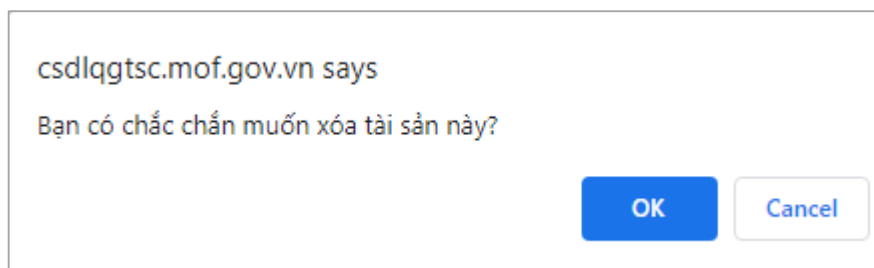 csdlqgtsc.mof.gov.vn says
Bạn có chắc chắn muốn xóa tài sản này?
OK
Cancel